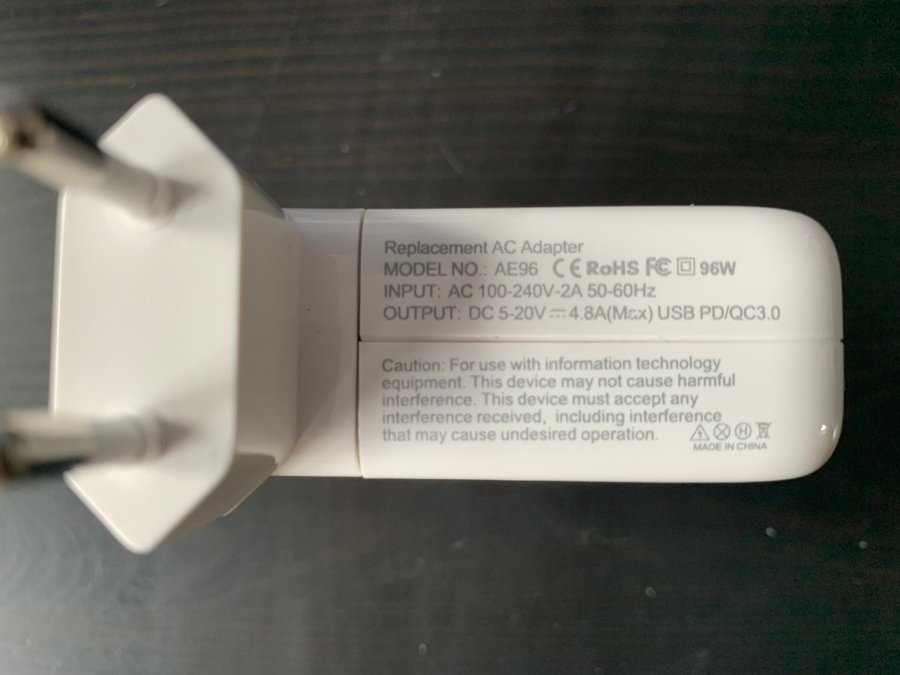 Replacement AC Adapter
MODEL NO.: AE96 CE RoHS FC 96W
INPUT: AC 100-240V-2A 50-60Hz
OUTPUT: DC 5-20V⎓4.8A(Mεx) USB PD/QC3.0
Caution: For use with information technology
equipment. This device may not cause harmful
interference. This device must accept any
interference received, including interference
that may cause undesired operation.
H
MADE IN CHINA